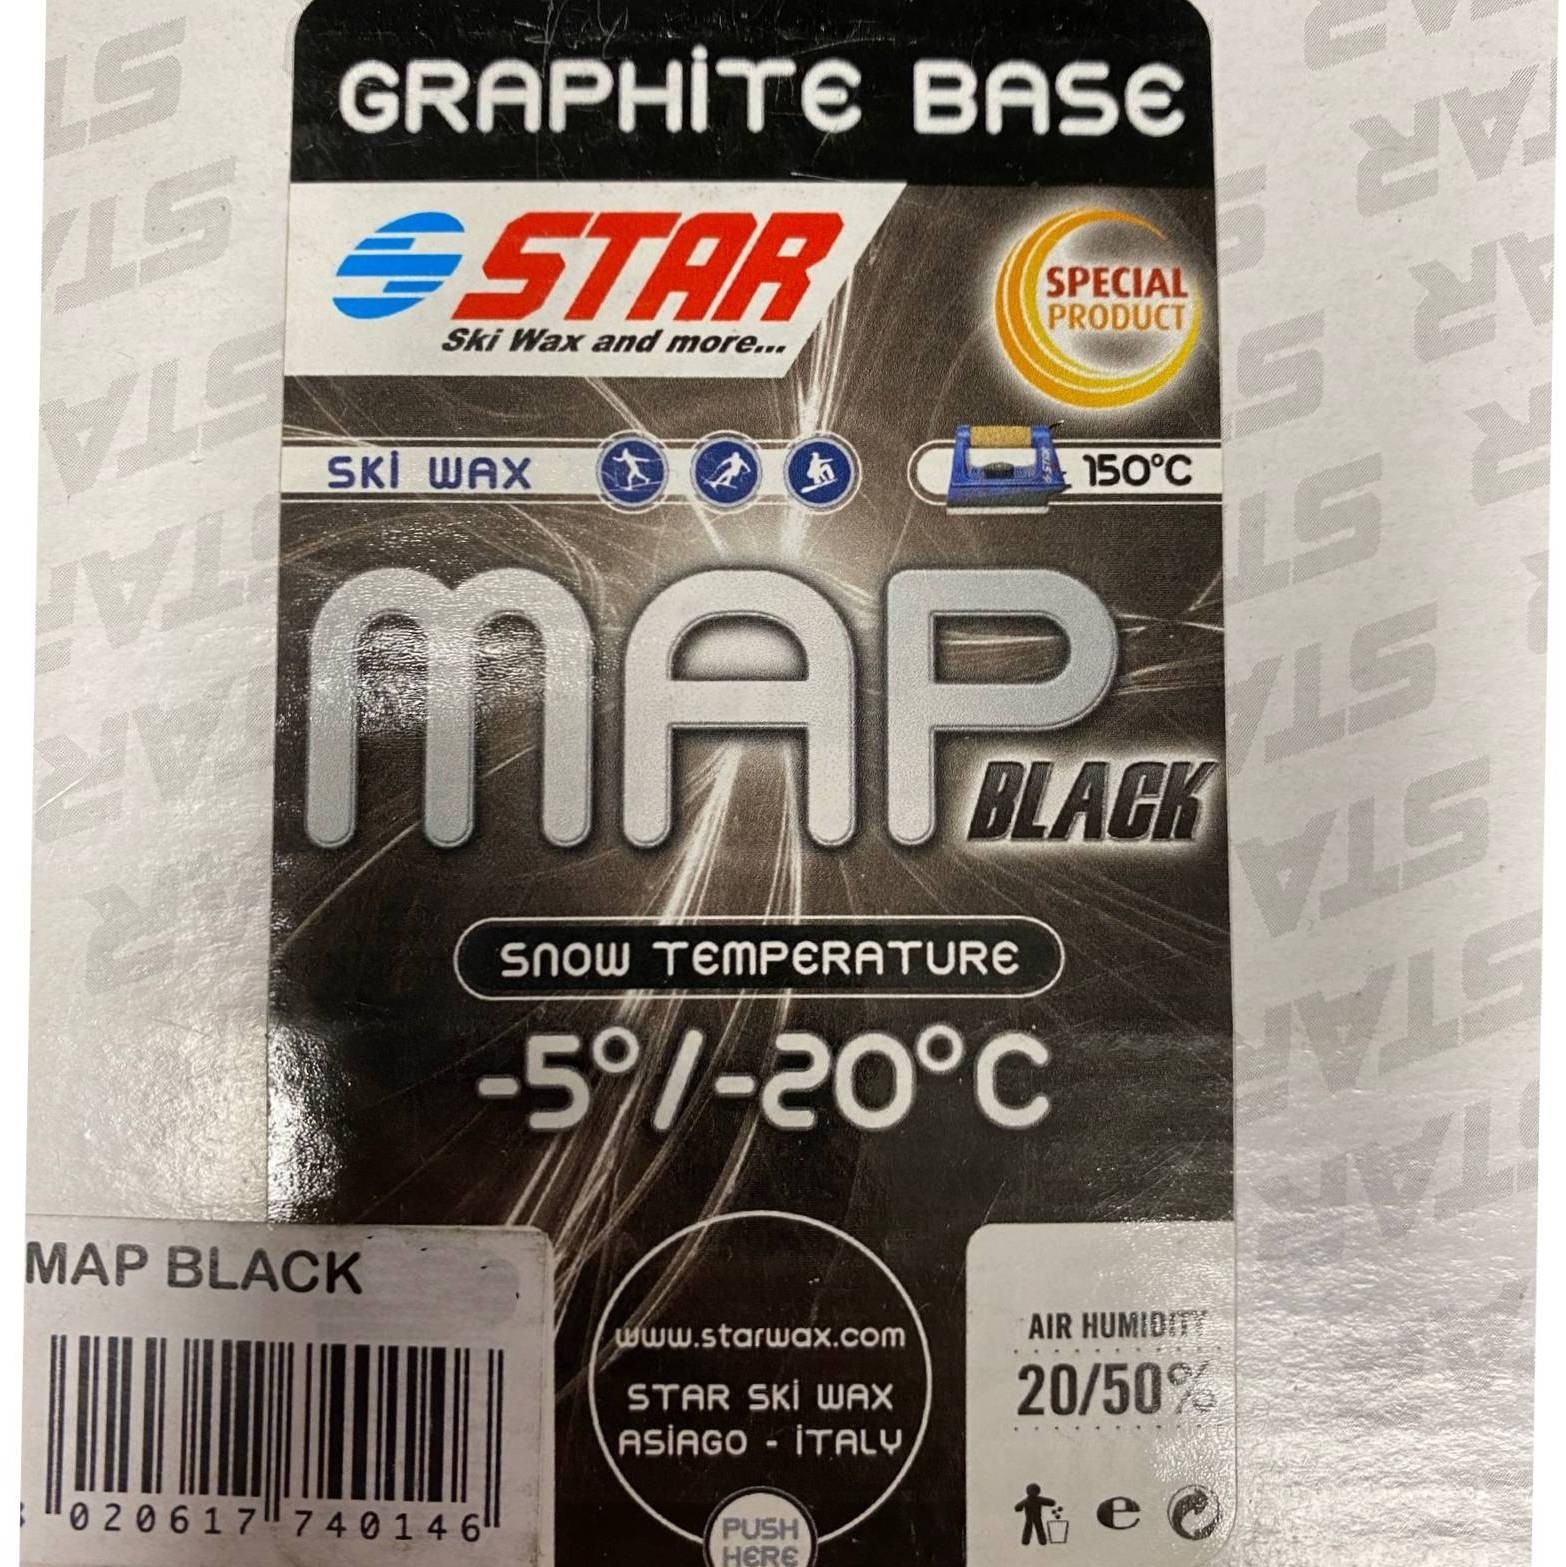 GRAPHITE BASE
STAR
Ski Wax and more...
SPECIAL
PRODUCT
SKI WAX
150°C
MAP
BLACK
SNOW TEMPERATURE
-5°/-20°C
MAP BLACK
020617 740146
www.starwax.com
STAR SKI WAX
ASIAGO - ITALY
PUSH
HERE
AIR HUMIDITY
20/50%
e